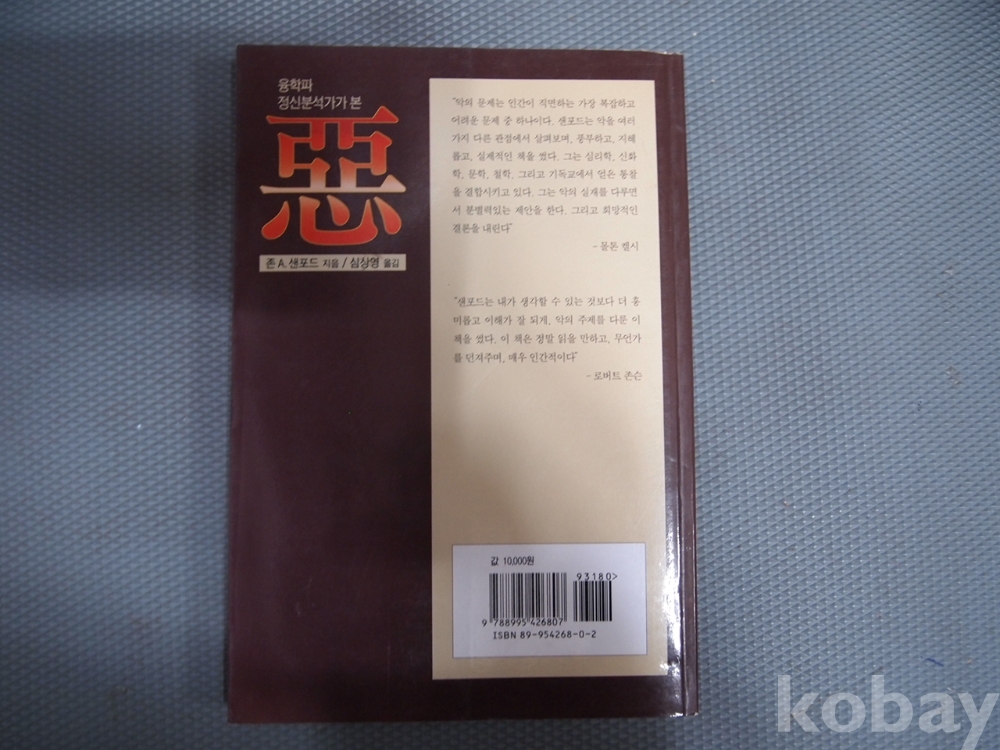 융학파
정신분석가가 본
惡
존 A. 샌포드 지음 / 심상영 옮김
"악의 문제는 인간이 직면하는 가장 복잡하고
어려운 문제 중 하나이다. 샌포드는 악을 여러
가지 다른 관점에서 살펴보며, 풍부하고, 지혜
롭고, 실제적인 책을 썼다. 그는 심리학, 신화
학, 문학, 철학, 그리고 기독교에서 얻은 통찰
을 결합시키고 있다. 그는 악의 실재를 다루면
서 분별력있는 제안을 한다. 그리고 희망적인
결론을 내린다"
- 몰톤 켈시
"샌포드는 내가 생각할 수 있는 것보다 더 흥
미롭고 이해가 잘 되게, 악의 주제를 다룬 이
책을 썼다. 이 책은 정말 읽을 만하고, 무언가
를 던져주며, 매우 인간적이다"
- 로버트 존슨
값 10,000원
93180>
9 788995 426807
ISBN 89-954268-0-2
kobay